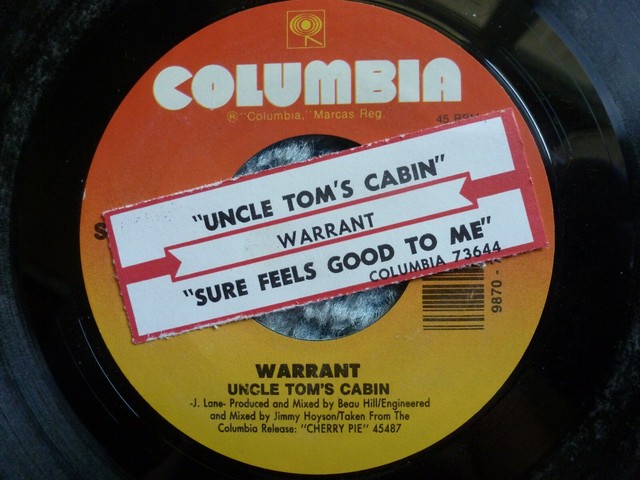 COLUMBIA
® "Columbia," Marcas Reg.
45 RPM
"UNCLE TOM'S CABIN"
WARRANT
"SURE FEELS GOOD TO ME"
COLUMBIA 73644
9870 -
WARRANT
UNCLE TOM'S CABIN
-J. Lane- Produced and Mixed by Beau Hill/Engineered
and Mixed by Jimmy Hoyson/Taken From The
Columbia Release: "CHERRY PIE" 45487